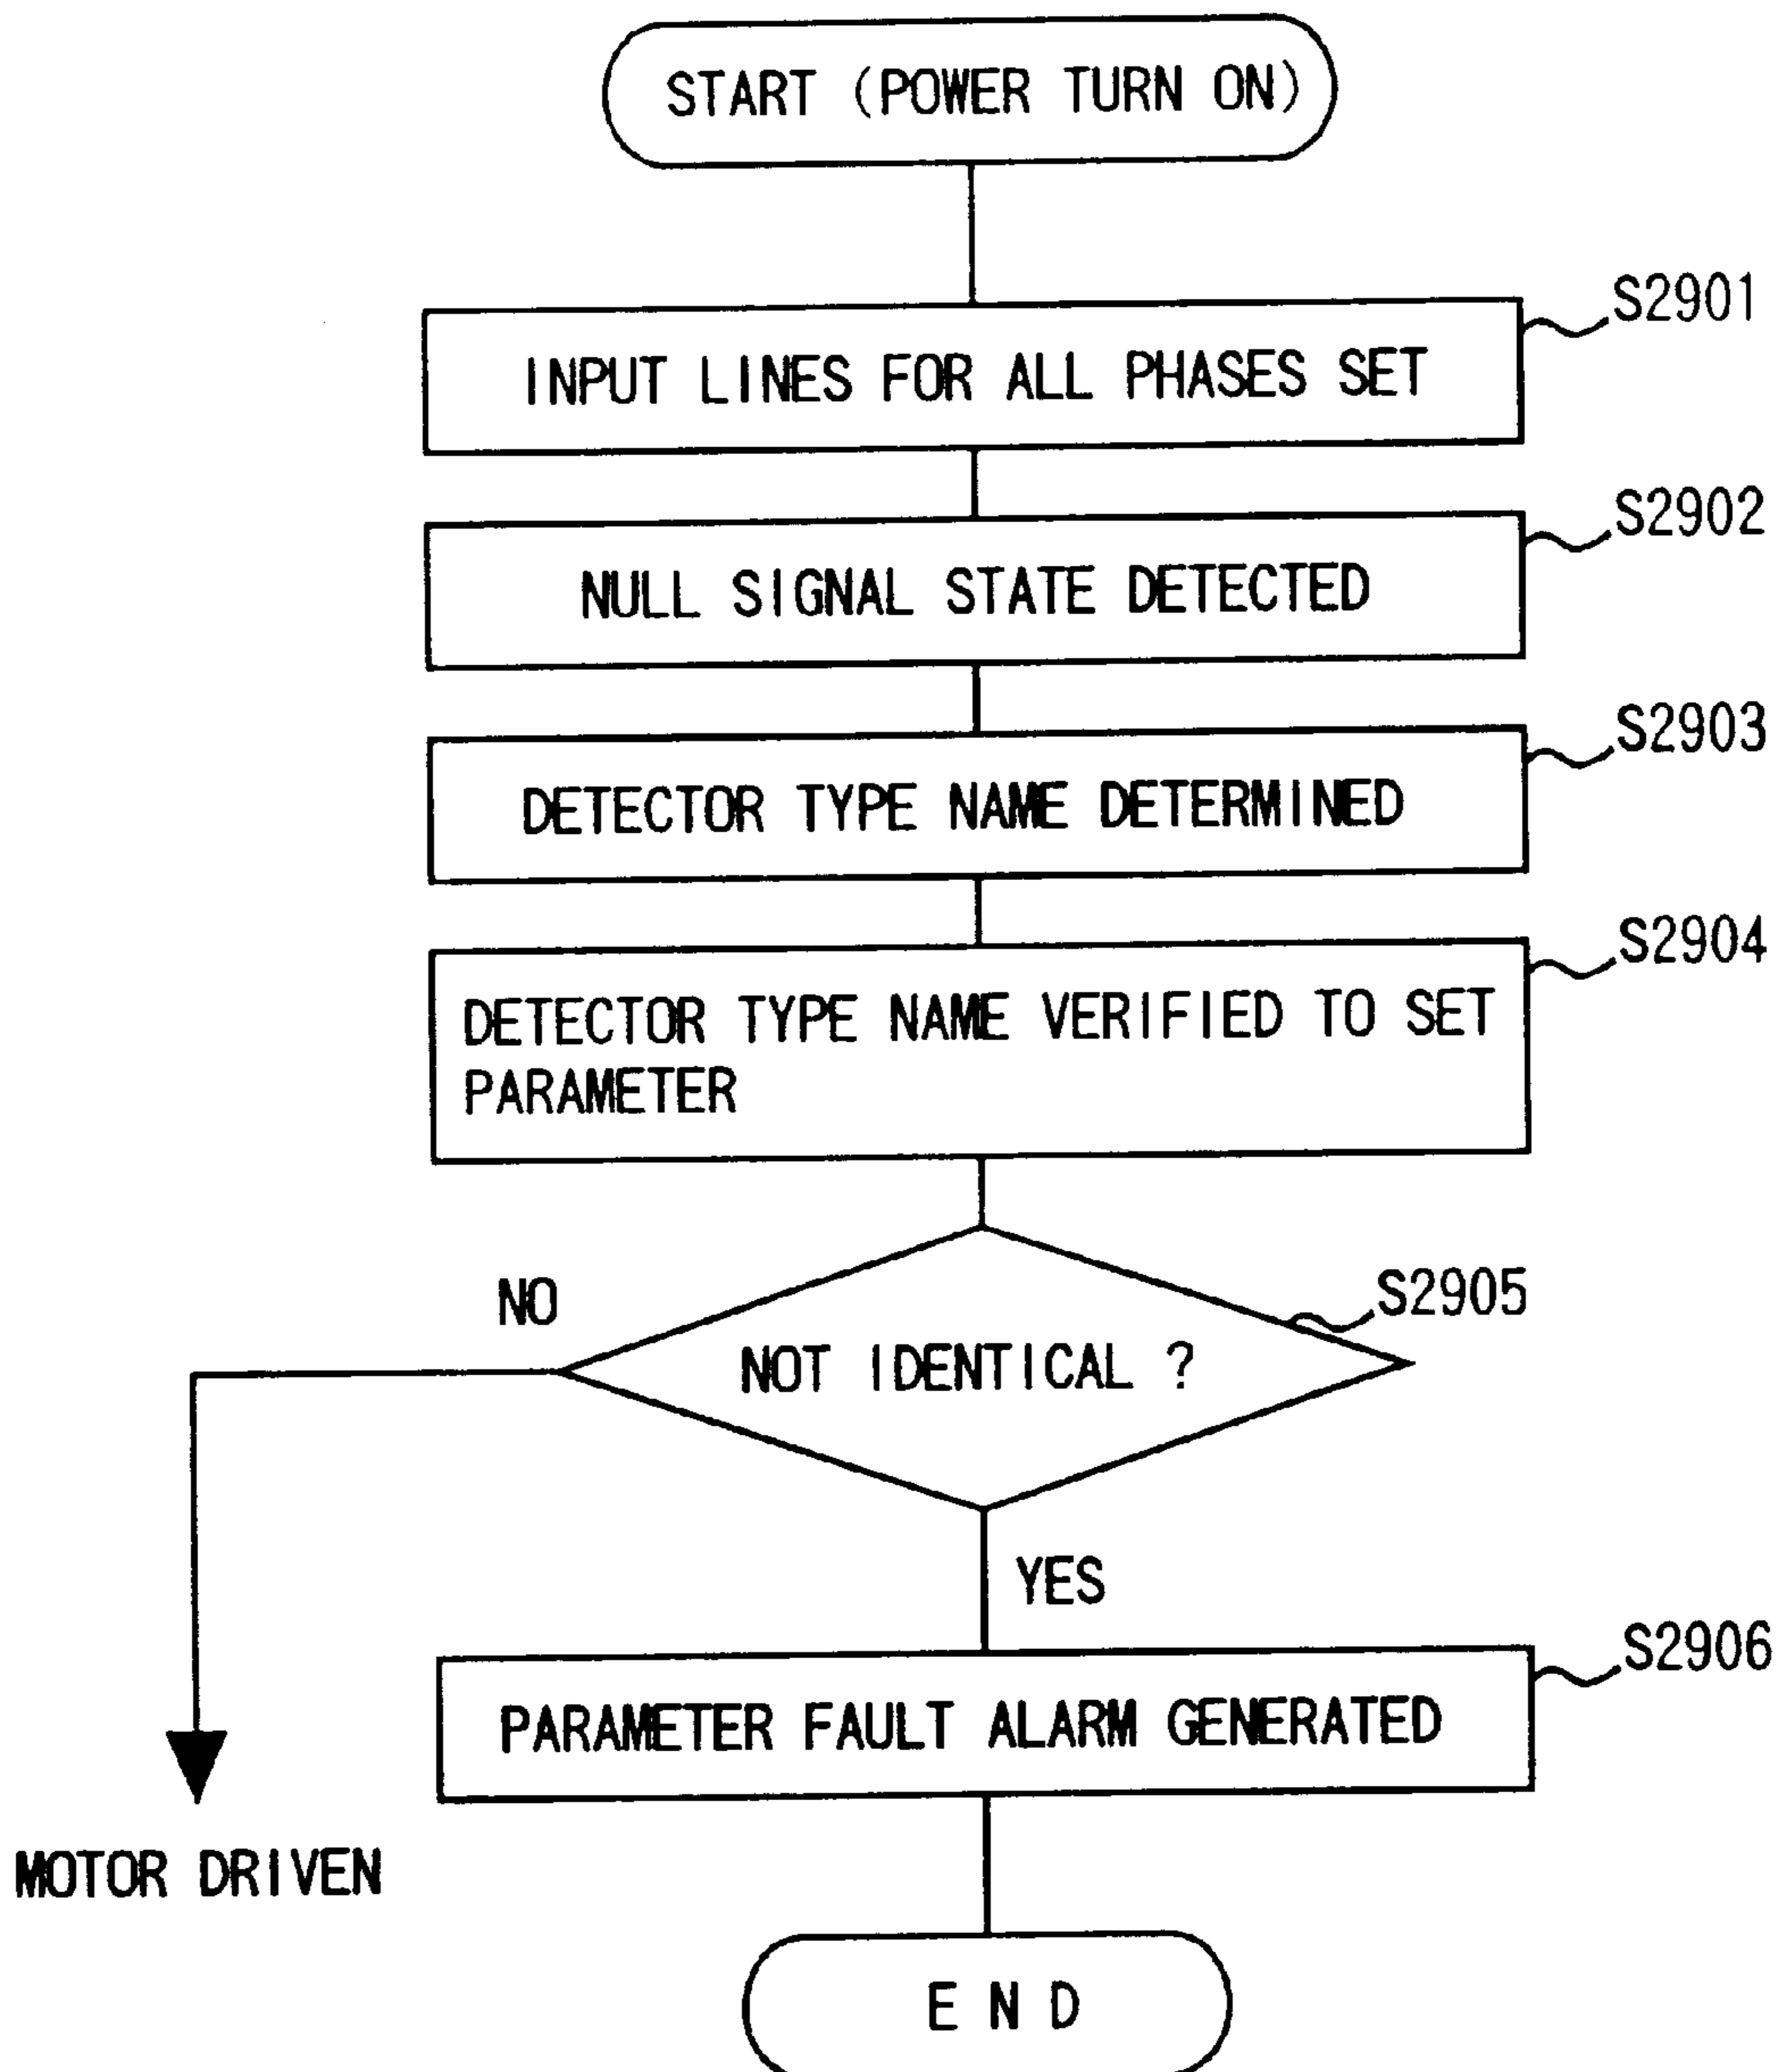 START (POWER TURN ON)
S2901
INPUT LINES FOR ALL PHASES SET
S2902
NULL SIGNAL STATE DETECTED
S2903
DETECTOR TYPE NAME DETERMINED
S2904
DETECTOR TYPE NAME VERIFIED TO SET
PARAMETER
NO
S2905
NOT IDENTICAL ?
YES
S2906
PARAMETER FAULT ALARM GENERATED
MOTOR DRIVEN
END